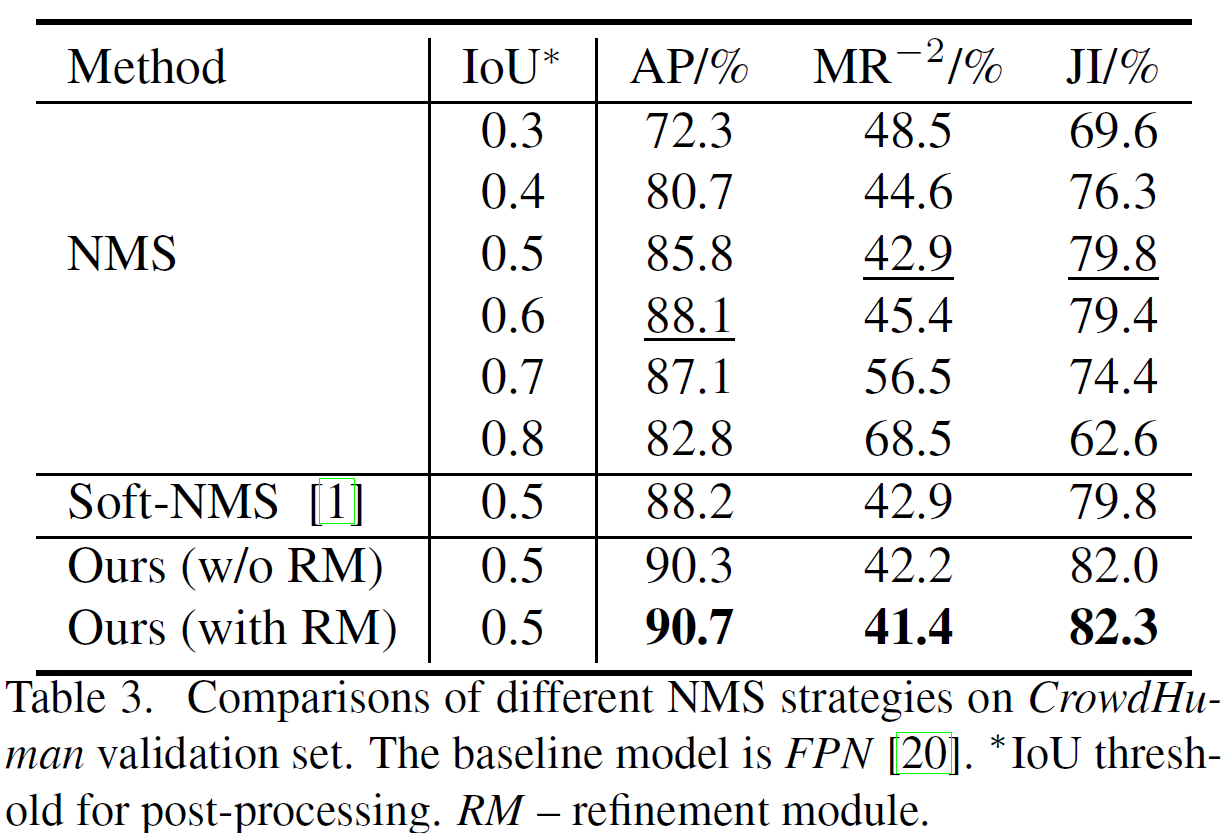 Method IoU* AP/% MR⁻²/% JI/%
0.3 72.3 48.5 69.6
0.4 80.7 44.6 76.3
NMS 0.5 85.8 42.9 79.8
0.6 88.1 45.4 79.4
0.7 87.1 56.5 74.4
0.8 82.8 68.5 62.6
Soft-NMS [1] 0.5 88.2 42.9 79.8
Ours (w/o RM) 0.5 90.3 42.2 82.0
Ours (with RM) 0.5 90.7 41.4 82.3
Table 3. Comparisons of different NMS strategies on CrowdHu-
man validation set. The baseline model is FPN [20]. *IoU thresh-
old for post-processing. RM – refinement module.